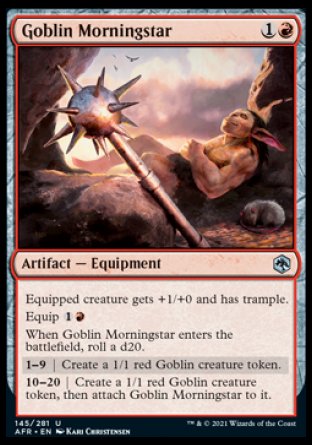 Goblin Morningstar 1
Artifact — Equipment
Equipped creature gets +1/+0 and has trample.
Equip 1
When Goblin Morningstar enters the
battlefield, roll a d20.
1–9 | Create a 1/1 red Goblin creature token.
10–20 | Create a 1/1 red Goblin creature
token, then attach Goblin Morningstar to it.
145/281 U
AFR • EN Kari Christensen ™ & © 2021 Wizards of the Coast